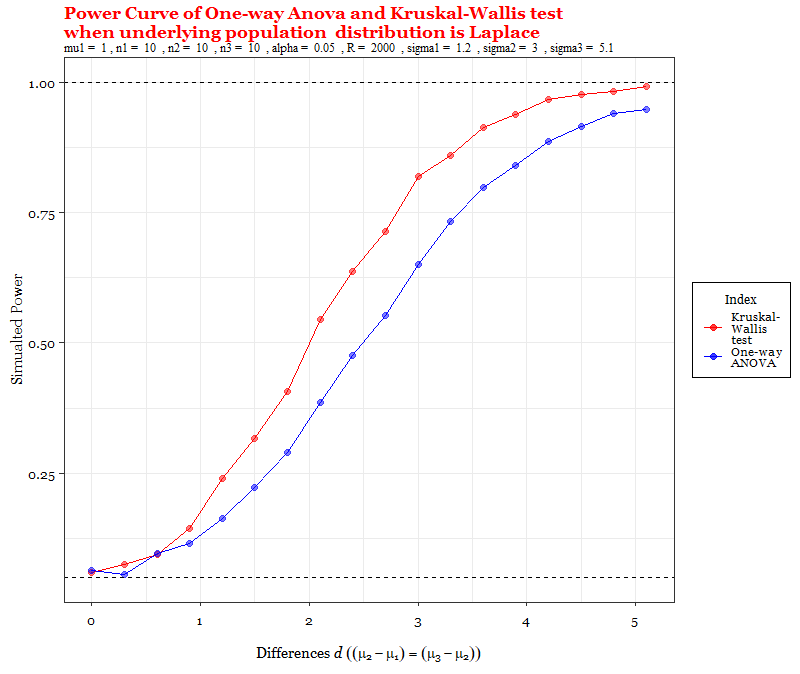 Power Curve of One-way Anova and Kruskal-Wallis test
when underlying population  distribution is Laplace
mu1 =  1 , n1 =  10  , n2 =  10  , n3 =  10  , alpha =  0.05  , R =  2000  , sigma1 =  1.2  , sigma2 =  3  , sigma3 =  5.1
1.00
0.75
0.50
0.25
Simualted Power
0 1 2 3 4 5
Differences d ((μ₂ − μ₁) = (μ₃ − μ₂))
Index
Kruskal-
Wallis
test
One-way
ANOVA